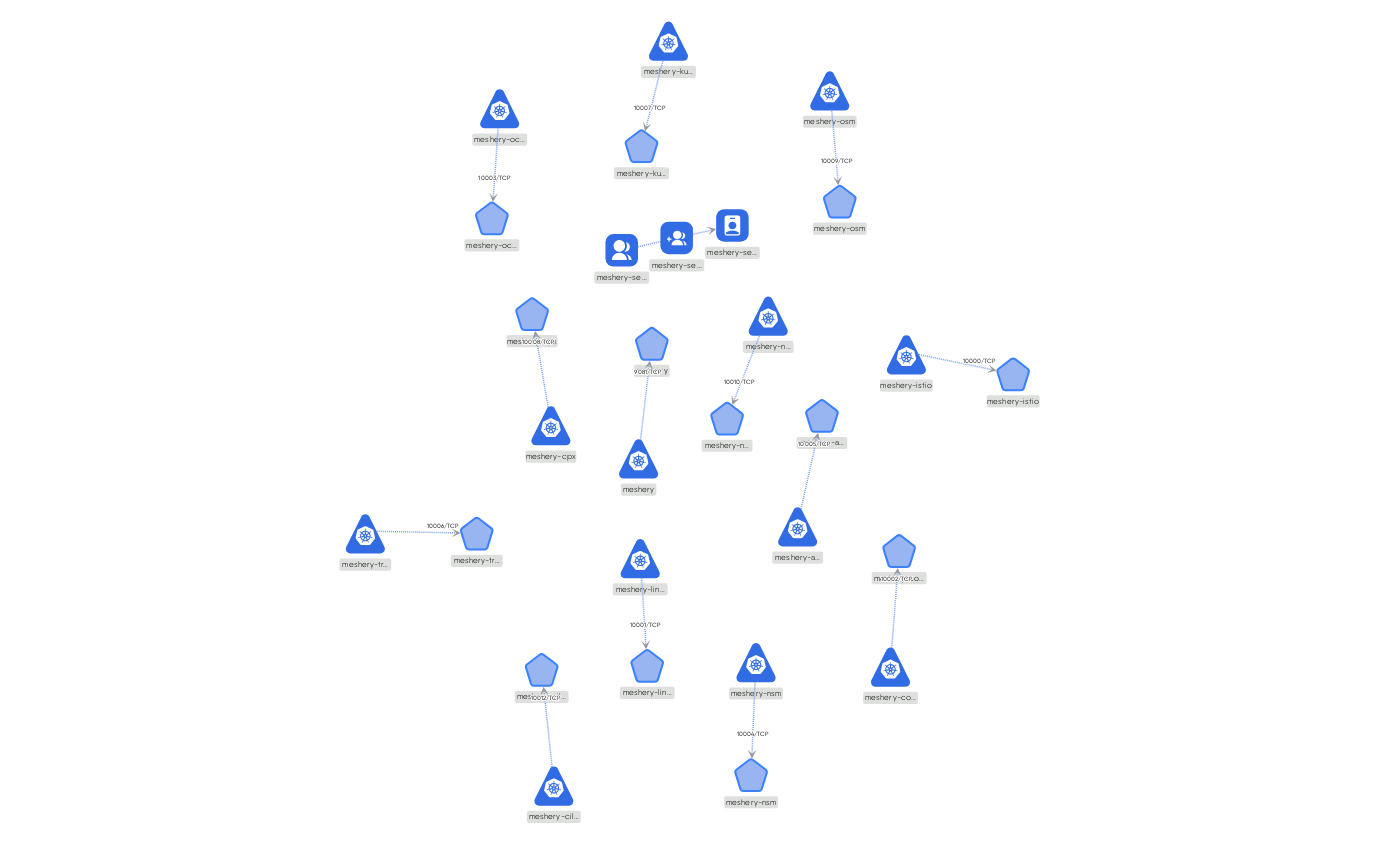 meshery-ku...
10007/TCP
meshery-ku...
meshery-oc...
10003/TCP
meshery-oc...
meshery-osm
10009/TCP
meshery-osm
meshery-se...
meshery-se...
meshery-se...
10008/TCP
meshery-cpx
9081/TCP
meshery
meshery-n...
10010/TCP
meshery-n...
meshery-istio
10000/TCP
meshery-istio
10005/TCP
meshery-a...
meshery-tr...
10006/TCP
meshery-tr...
meshery-lin...
10001/TCP
meshery-lin...
10002/TCP
meshery-co...
10012/TCP
meshery-cil...
meshery-nsm
10004/TCP
meshery-nsm